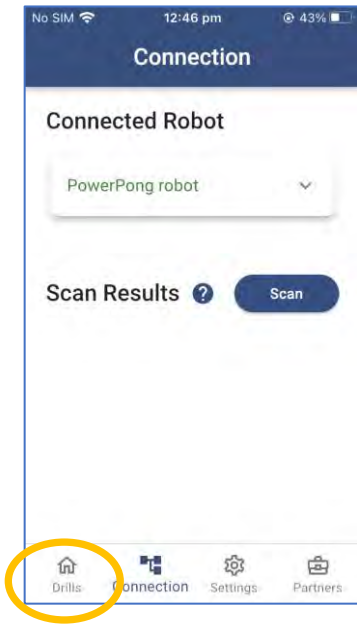 No SIM 12:46 pm 43%
Connection
Connected Robot
PowerPong robot
Scan Results ? Scan
Drills Connection Settings Partners